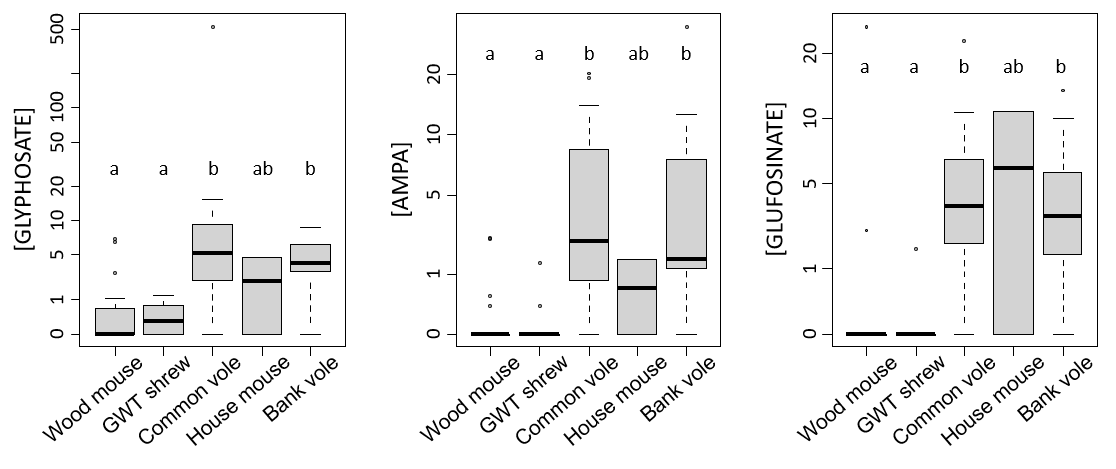 [GLYPHOSATE]
500
100
50
20
10
5
1
0
a
a
b
ab
b
Wood mouse
GWT shrew
Common vole
House mouse
Bank vole
[AMPA]
20
10
5
1
0
a
a
b
ab
b
Wood mouse
GWT shrew
Common vole
House mouse
Bank vole
[GLUFOSINATE]
20
10
5
1
0
a
a
b
ab
b
Wood mouse
GWT shrew
Common vole
House mouse
Bank vole